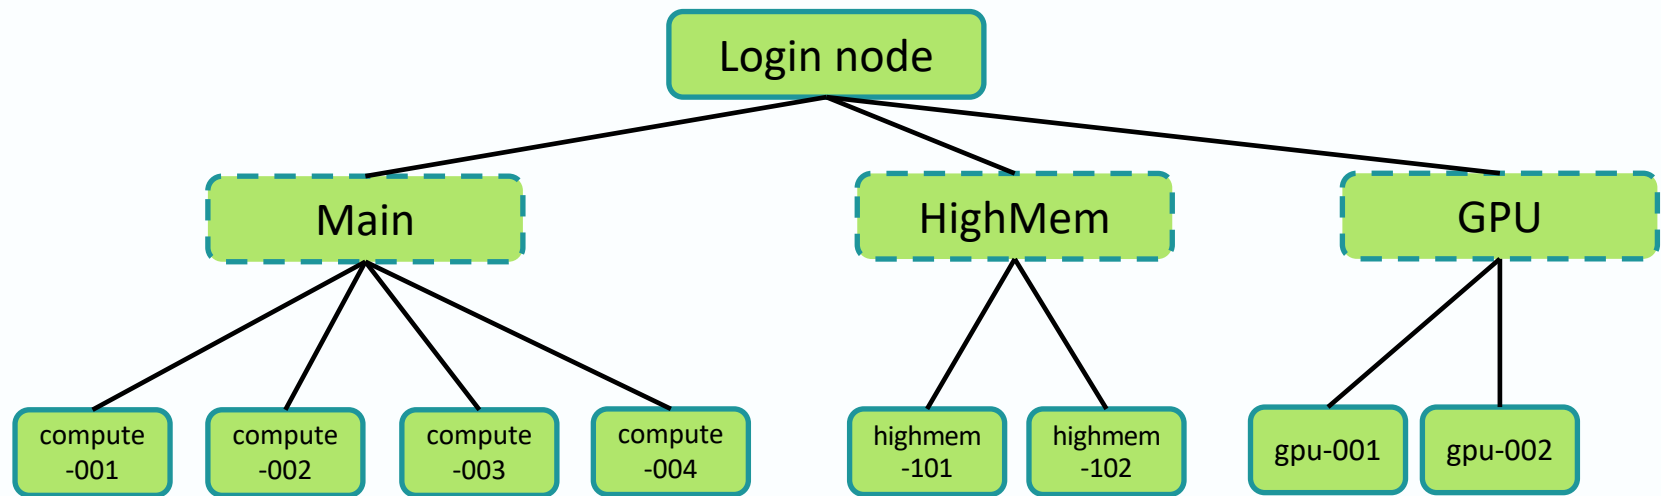 Login node
Main
HighMem
GPU
compute
-001
compute
-002
compute
-003
compute
-004
highmem
-101
highmem
-102
gpu-001
gpu-002